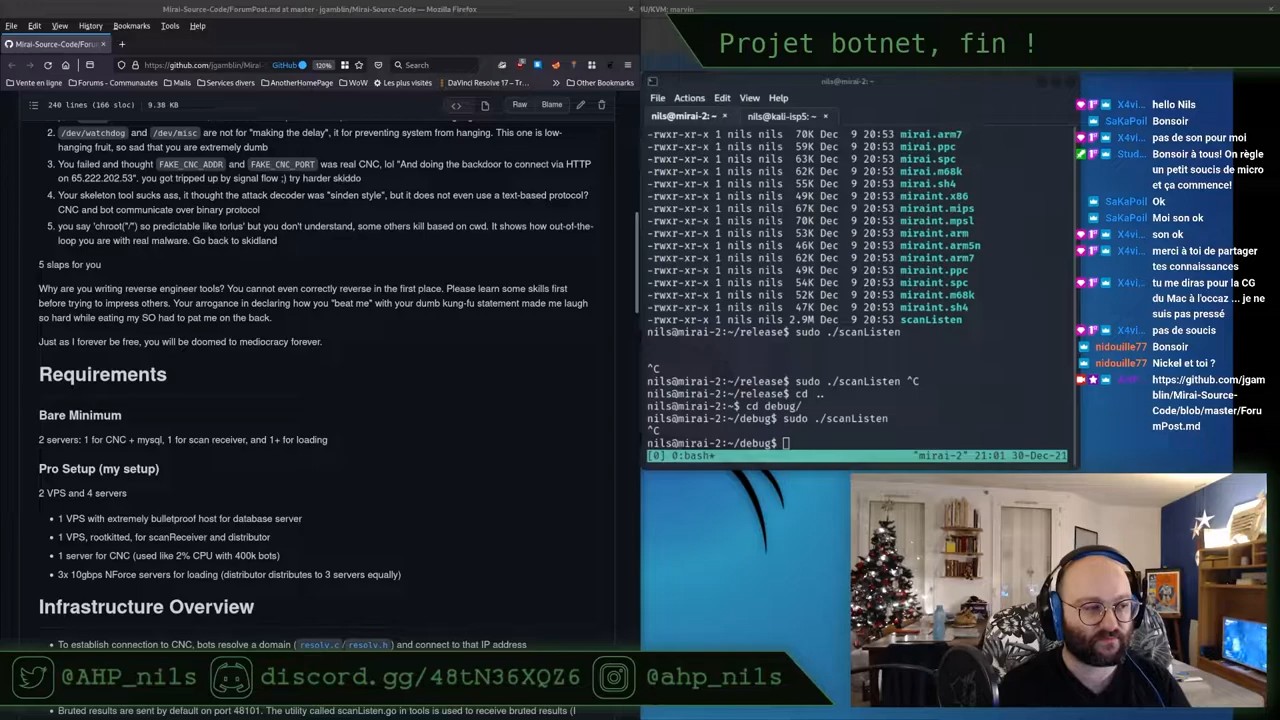 Mirai-Source-Code/ForumPost.md at master · jgamblin/Mirai-Source-Code — Mozilla Firefox
File Edit View History Bookmarks Tools Help
Mirai-Source-Code/Foru
https://github.com/jgamblin/Mirai- GitHub 120% Search
Vente en ligne Forums - Communautés Mails Services divers AnotherHomePage WoW Les plus visités DaVinci Resolve 17 – Tr… Other Bookmarks
240 lines (166 sloc) 9.38 KB Raw Blame
2. /dev/watchdog and /dev/misc are not for "making the delay", it for preventing system from hanging. This one is low-
hanging fruit, so sad that you are extremely dumb
3. You failed and thought FAKE_CNC_ADDR and FAKE_CNC_PORT was real CNC, lol "And doing the backdoor to connect via HTTP
on 65.222.202.53". you got tripped up by signal flow ;) try harder skiddo
4. Your skeleton tool sucks ass, it thought the attack decoder was "sinden style", but it does not even use a text-based protocol?
CNC and bot communicate over binary protocol
5. you say 'chroot("/") so predictable like torlus' but you don't understand, some others kill based on cwd. It shows how out-of-the-
loop you are with real malware. Go back to skidland
5 slaps for you
Why are you writing reverse engineer tools? You cannot even correctly reverse in the first place. Please learn some skills first
before trying to impress others. Your arrogance in declaring how you "beat me" with your dumb kung-fu statement made me laugh
so hard while eating my SO had to pat me on the back.
Just as I forever be free, you will be doomed to mediocracy forever.
Requirements
Bare Minimum
2 servers: 1 for CNC + mysql, 1 for scan receiver, and 1+ for loading
Pro Setup (my setup)
2 VPS and 4 servers
• 1 VPS with extremely bulletproof host for database server
• 1 VPS, rootkitted, for scanReceiver and distributor
• 1 server for CNC (used like 2% CPU with 400k bots)
• 3x 10gbps NForce servers for loading (distributor distributes to 3 servers equally)
Infrastructure Overview
• To establish connection to CNC, bots resolve a domain (resolv.c/resolv.h) and connect to that IP address
• Bruted results are sent by default on port 48101. The utility called scanListen.go in tools is used to receive bruted results (I
@AHP_nils discord.gg/48tN36XQZ6 @ahp_nils
U/KVM: marvin
Projet botnet, fin !
nils@mirai-2: ~
File Actions Edit View Help
nils@mirai-2: ~ nils@kali-isp5: ~
-rwxr-xr-x 1 nils nils 70K Dec 9 20:53 mirai.arm7
-rwxr-xr-x 1 nils nils 59K Dec 9 20:53 mirai.ppc
-rwxr-xr-x 1 nils nils 63K Dec 9 20:53 mirai.spc
-rwxr-xr-x 1 nils nils 62K Dec 9 20:53 mirai.m68k
-rwxr-xr-x 1 nils nils 55K Dec 9 20:53 mirai.sh4
-rwxr-xr-x 1 nils nils 49K Dec 9 20:53 miraint.x86
-rwxr-xr-x 1 nils nils 67K Dec 9 20:53 miraint.mips
-rwxr-xr-x 1 nils nils 70K Dec 9 20:53 miraint.mpsl
-rwxr-xr-x 1 nils nils 53K Dec 9 20:53 miraint.arm
-rwxr-xr-x 1 nils nils 46K Dec 9 20:53 miraint.arm5n
-rwxr-xr-x 1 nils nils 62K Dec 9 20:53 miraint.arm7
-rwxr-xr-x 1 nils nils 49K Dec 9 20:53 miraint.ppc
-rwxr-xr-x 1 nils nils 54K Dec 9 20:53 miraint.spc
-rwxr-xr-x 1 nils nils 52K Dec 9 20:53 miraint.m68k
-rwxr-xr-x 1 nils nils 47K Dec 9 20:53 miraint.sh4
-rwxr-xr-x 1 nils nils 2.9M Dec 9 20:53 scanListen
nils@mirai-2:~/release$ sudo ./scanListen
^C
nils@mirai-2:~/release$ sudo ./scanListen ^C
nils@mirai-2:~/release$ cd ..
nils@mirai-2:~$ cd debug/
nils@mirai-2:~/debug$ sudo ./scanListen
^C
nils@mirai-2:~/debug$
[0] 0:bash* "mirai-2" 21:01 30-Dec-21
X4vi… hello Nils
SaKaPoil Bonsoir
X4vi… pas de son pour moi
Stud… Bonsoir à tous! On règle
un petit soucis de micro
et ça commence!
SaKaPoil Ok
SaKaPoil Moi son ok
X4vi… son ok
X4vi… merci à toi de partager
tes connaissances
X4vi… tu me diras pour la CG
du Mac à l'occaz ... je ne
suis pas pressé
X4vi… pas de soucis
nidouille77 Bonsoir
nidouille77 Nickel et toi ?
https://github.com/jgam
blin/Mirai-Source-
Code/blob/master/Foru
mPost.md